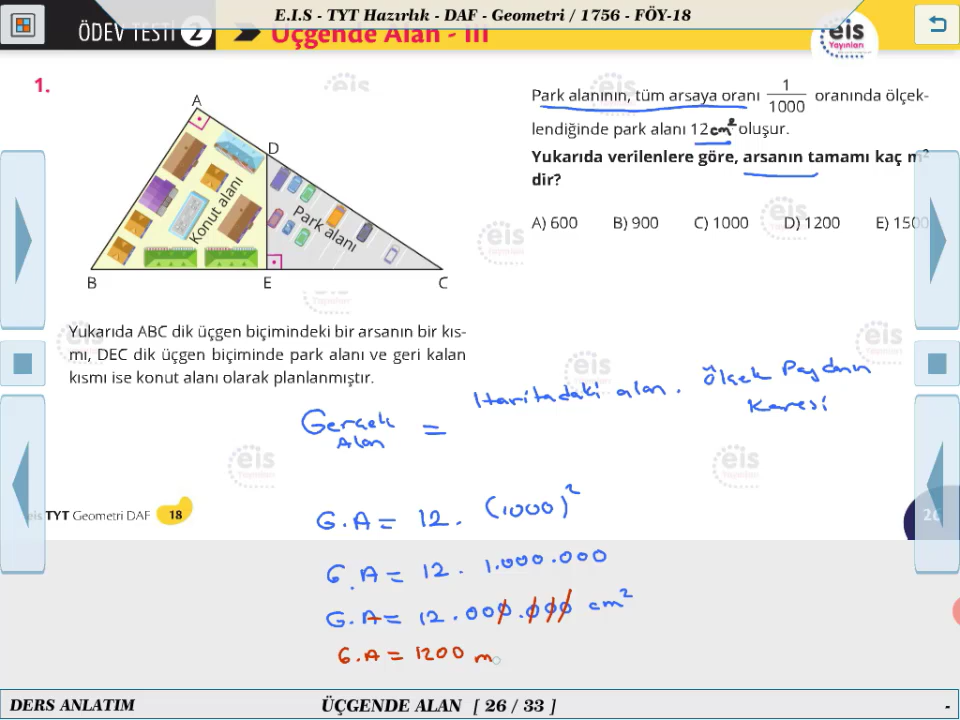 E.I.S - TYT Hazırlık - DAF - Geometri / 1756 - FÖY-18
ÖDEV TESTİ 2
Üçgende Alan - III
eis
Yayınları
1.
A
D
Konut alanı
Park alanı
B
E
C
Yukarıda ABC dik üçgen biçimindeki bir arsanın bir kıs-
mı, DEC dik üçgen biçiminde park alanı ve geri kalan
kısmı ise konut alanı olarak planlanmıştır.
Park alanının, tüm arsaya oranı 1/1000 oranında ölçek-
lendiğinde park alanı 12 cm² oluşur.
Yukarıda verilenlere göre, arsanın tamamı kaç m²
dir?
A) 600 B) 900 C) 1000 D) 1200 E) 1500
Gerçek Alan = Haritadaki alan . Ölçek Paydanın Karesi
G.A = 12. (1000)²
G.A = 12 . 1.000.000
G.A = 12.000.000 cm²
G.A = 1200 m
eis TYT Geometri DAF 18
26
DERS ANLATIM
ÜÇGENDE ALAN [ 26 / 33 ]
-